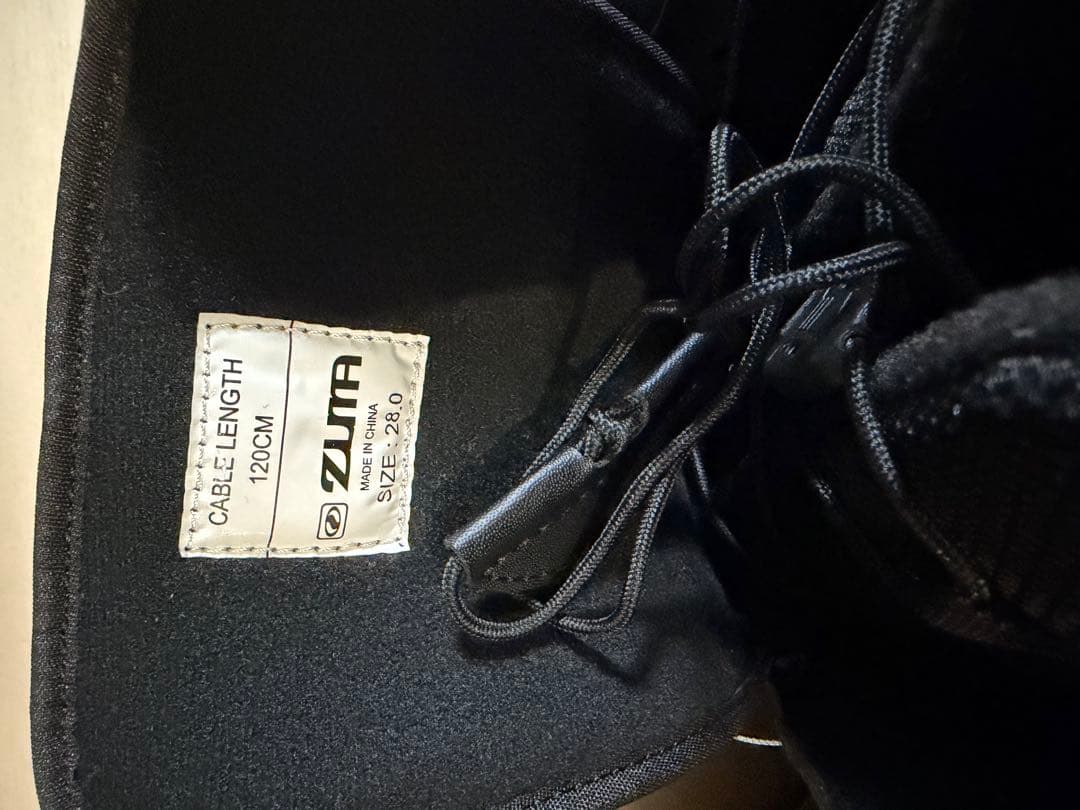 CABLE LENGTH
120CM
ZUMA
MADE IN CHINA
SIZE : 28.0